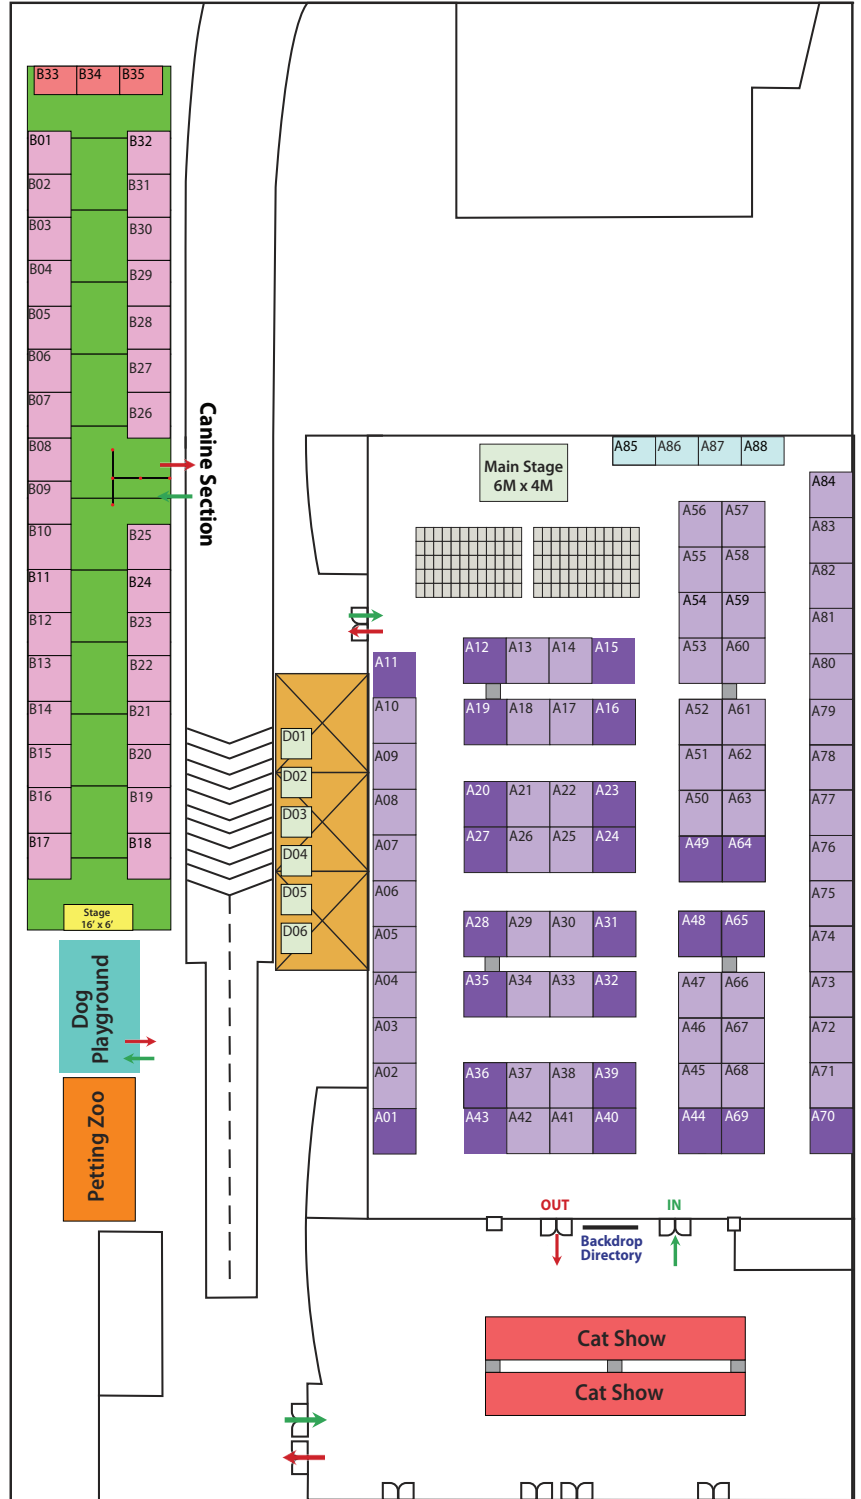 B33 B34 B35
B01 B32
B02 B31
B03 B30
B04 B29
B05 B28
B06 B27
B07 B26
B08
B09
B10 B25
B11 B24
B12 B23
B13 B22
B14 B21
B15 B20
B16 B19
B17 B18
Stage
16' x 6'
Canine Section
Dog
Playground
Petting Zoo
D01
D02
D03
D04
D05
D06
Main Stage
6M x 4M
A85 A86 A87 A88
A11
A10
A09
A08
A07
A06
A05
A04
A03
A02
A01
A12 A13 A14 A15
A19 A18 A17 A16
A20 A21 A22 A23
A27 A26 A25 A24
A28 A29 A30 A31
A35 A34 A33 A32
A36 A37 A38 A39
A43 A42 A41 A40
A56 A57
A55 A58
A54 A59
A53 A60
A52 A61
A51 A62
A50 A63
A49 A64
A48 A65
A47 A66
A46 A67
A45 A68
A44 A69
A84
A83
A82
A81
A80
A79
A78
A77
A76
A75
A74
A73
A72
A71
A70
OUT IN
Backdrop
Directory
Cat Show
Cat Show